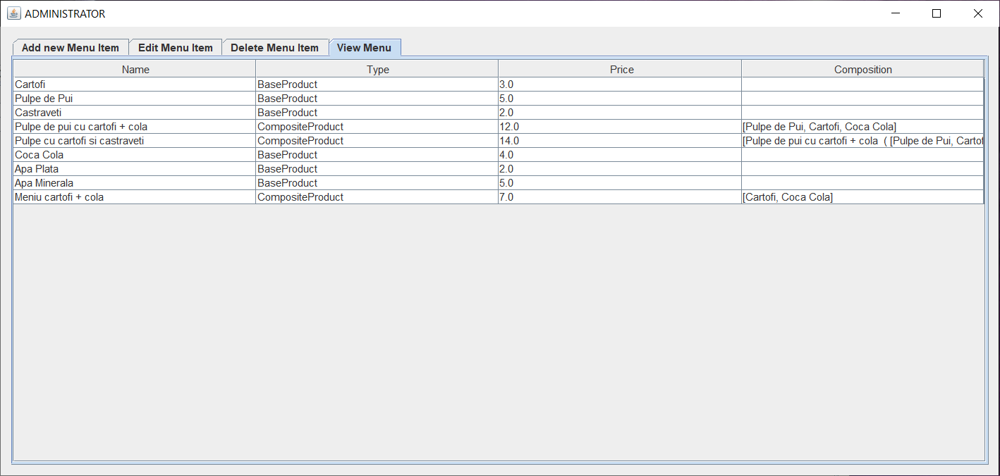 ADMINISTRATOR
Add new Menu Item Edit Menu Item Delete Menu Item View Menu
Name Type Price Composition
Cartofi BaseProduct 3.0
Pulpe de Pui BaseProduct 5.0
Castraveti BaseProduct 2.0
Pulpe de pui cu cartofi + cola CompositeProduct 12.0 [Pulpe de Pui, Cartofi, Coca Cola]
Pulpe cu cartofi si castraveti CompositeProduct 14.0 [Pulpe de pui cu cartofi + cola ( [Pulpe de Pui, Cartof
Coca Cola BaseProduct 4.0
Apa Plata BaseProduct 2.0
Apa Minerala BaseProduct 5.0
Meniu cartofi + cola CompositeProduct 7.0 [Cartofi, Coca Cola]